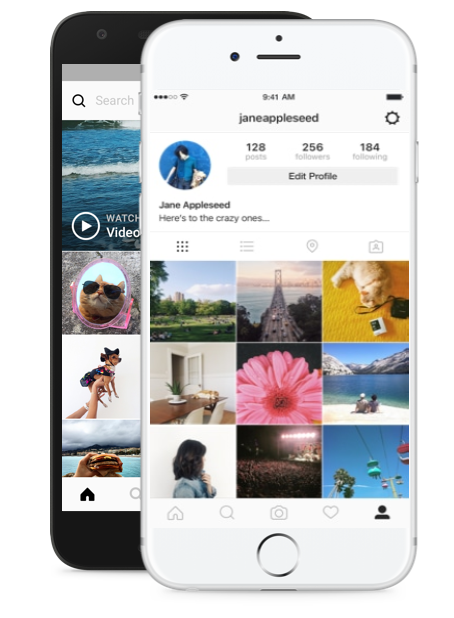 Search
WATCH
Video
9:41 AM
janeappleseed
128
256
184
posts
followers
following
Edit Profile
Jane Appleseed
Here's to the crazy ones...